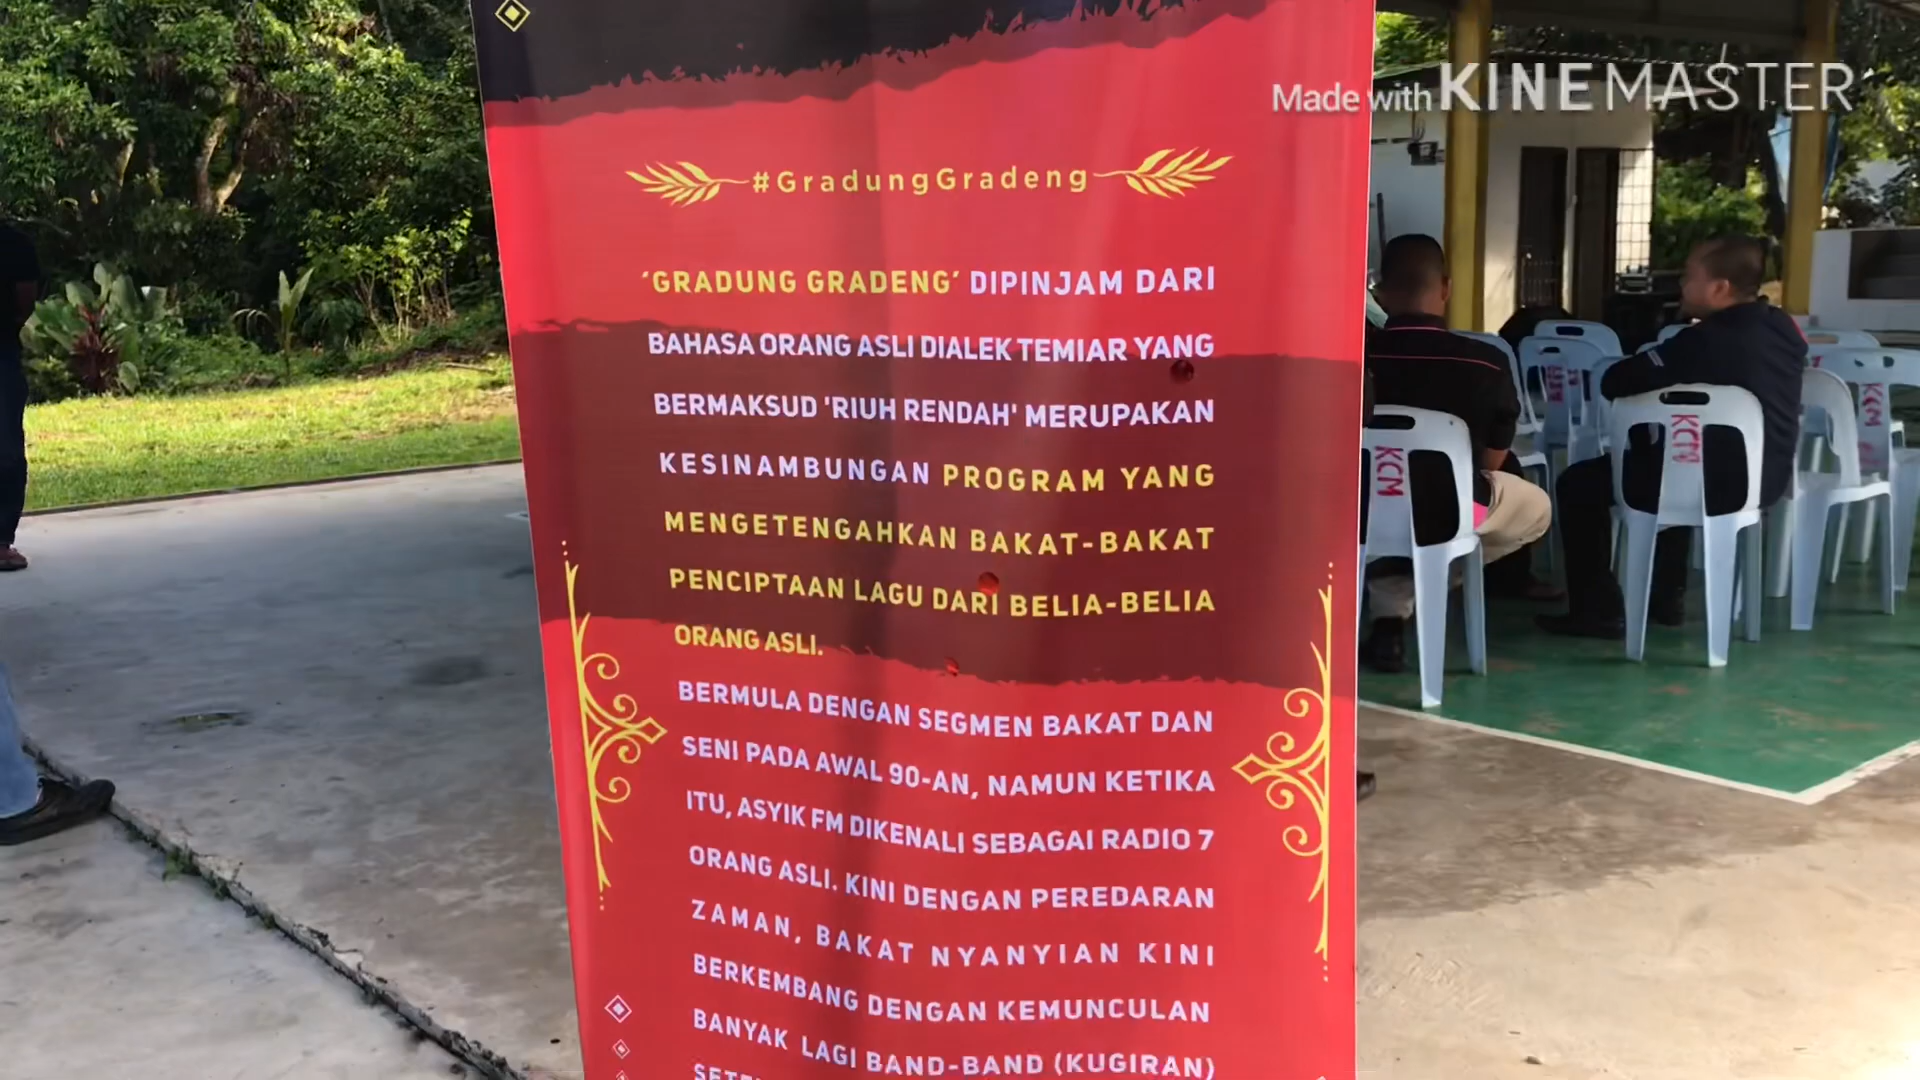 Made with KINEMASTER
#GradungGradeng
'GRADUNG GRADENG' DIPINJAM DARI
BAHASA ORANG ASLI DIALEK TEMIAR YANG
BERMAKSUD 'RIUH RENDAH' MERUPAKAN
KESINAMBUNGAN PROGRAM YANG
MENGETENGAHKAN BAKAT-BAKAT
PENCIPTAAN LAGU DARI BELIA-BELIA
ORANG ASLI.
BERMULA DENGAN SEGMEN BAKAT DAN
SENI PADA AWAL 90-AN, NAMUN KETIKA
ITU, ASYIK FM DIKENALI SEBAGAI RADIO 7
ORANG ASLI. KINI DENGAN PEREDARAN
ZAMAN, BAKAT NYANYIAN KINI
BERKEMBANG DENGAN KEMUNCULAN
BANYAK LAGI BAND-BAND (KUGIRAN)
KCM
KCM
KCM